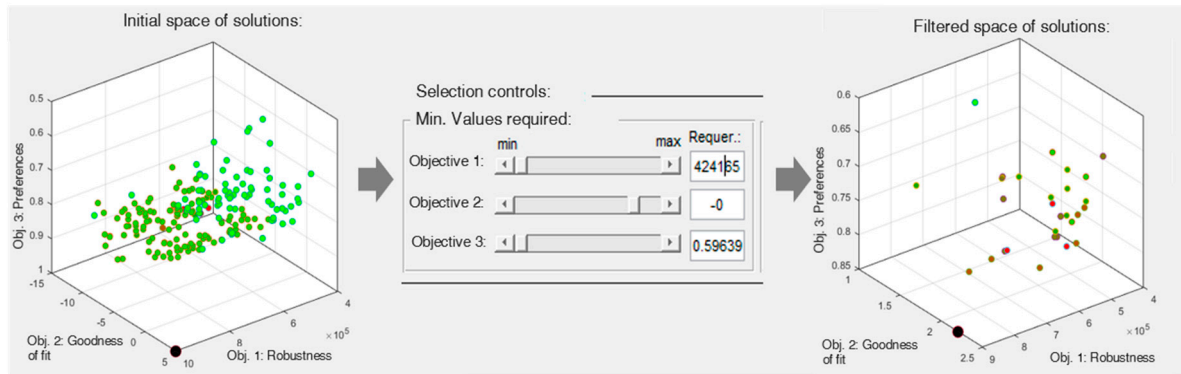 Initial space of solutions:
Obj. 3: Preferences
0.5
0.6
0.7
0.8
0.9
1
-15
-10
-5
0
5
10
8
6
4
×10⁵
Obj. 2: Goodness
of fit
Obj. 1: Robustness
Selection controls:
Min. Values required:
min
max
Requer.:
Objective 1:
424165
Objective 2:
-0
Objective 3:
0.59639
Filtered space of solutions:
Obj. 3: Preferences
0.6
0.65
0.7
0.75
0.8
0.85
1
1.5
2
2.5
9
8
7
6
5
4
×10⁵
Obj. 2: Goodness
of fit
Obj. 1: Robustness